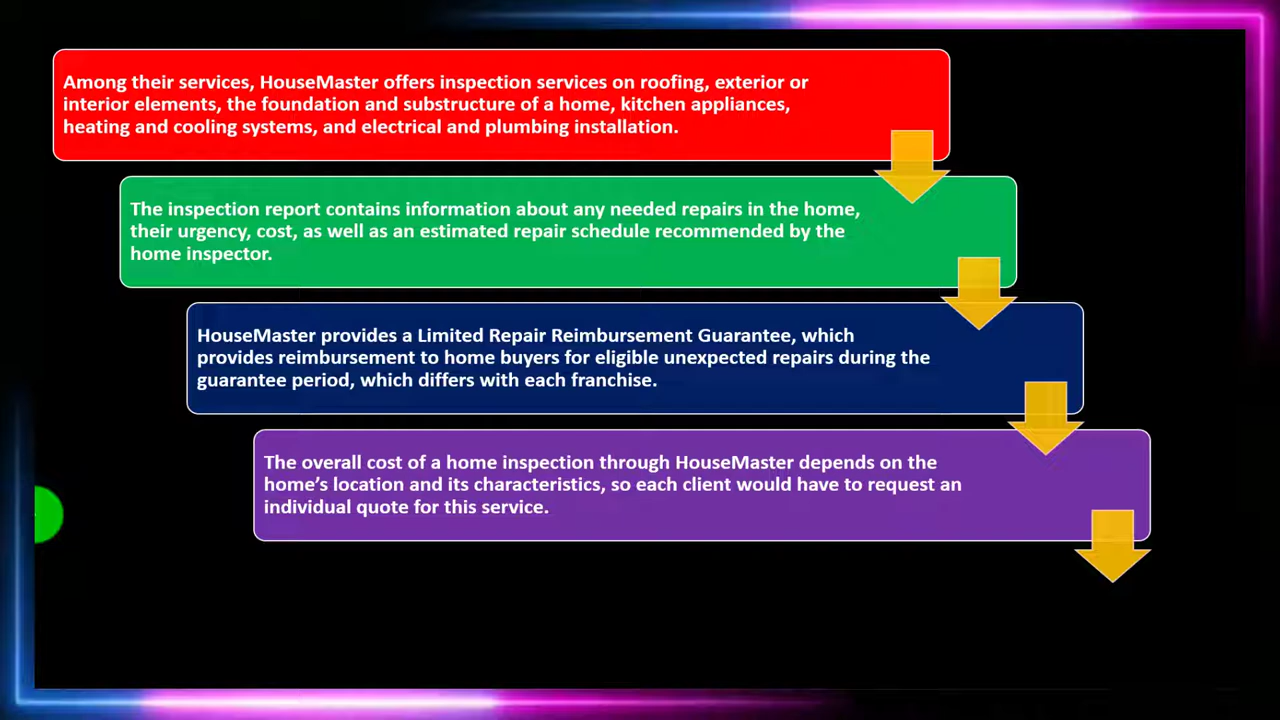 Among their services, HouseMaster offers inspection services on roofing, exterior or
interior elements, the foundation and substructure of a home, kitchen appliances,
heating and cooling systems, and electrical and plumbing installation.
The inspection report contains information about any needed repairs in the home,
their urgency, cost, as well as an estimated repair schedule recommended by the
home inspector.
HouseMaster provides a Limited Repair Reimbursement Guarantee, which
provides reimbursement to home buyers for eligible unexpected repairs during the
guarantee period, which differs with each franchise.
The overall cost of a home inspection through HouseMaster depends on the
home’s location and its characteristics, so each client would have to request an
individual quote for this service.